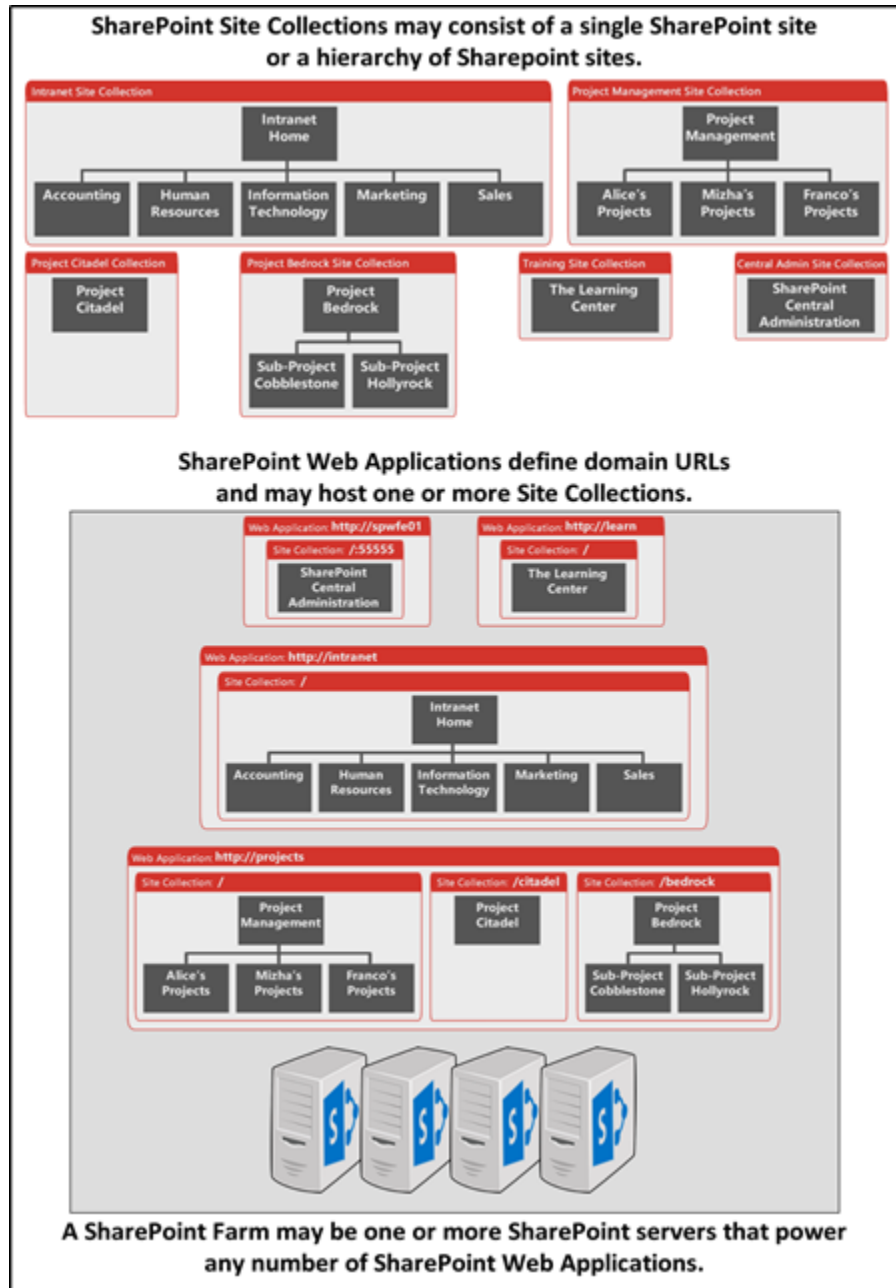 SharePoint Site Collections may consist of a single SharePoint site
or a hierarchy of Sharepoint sites.
Intranet Site Collection
Intranet
Home
Accounting
Human
Resources
Information
Technology
Marketing
Sales
Project Management Site Collection
Project
Management
Alice's
Projects
Mizha's
Projects
Franco's
Projects
Project Citadel Collection
Project
Citadel
Project Bedrock Site Collection
Project
Bedrock
Sub-Project
Cobblestone
Sub-Project
Hollyrock
Training Site Collection
The Learning
Center
Central Admin Site Collection
SharePoint
Central
Administration
SharePoint Web Applications define domain URLs
and may host one or more Site Collections.
Web Application: http://spwfe01
Site Collection: /:55555
SharePoint
Central
Administration
Web Application: http://learn
Site Collection: /
The Learning
Center
Web Application: http://intranet
Site Collection: /
Intranet
Home
Accounting
Human
Resources
Information
Technology
Marketing
Sales
Web Application: http://projects
Site Collection: /
Project
Management
Alice's
Projects
Mizha's
Projects
Franco's
Projects
Site Collection: /citadel
Project
Citadel
Site Collection: /bedrock
Project
Bedrock
Sub-Project
Cobblestone
Sub-Project
Hollyrock
S
S
S
S
A SharePoint Farm may be one or more SharePoint servers that power
any number of SharePoint Web Applications.